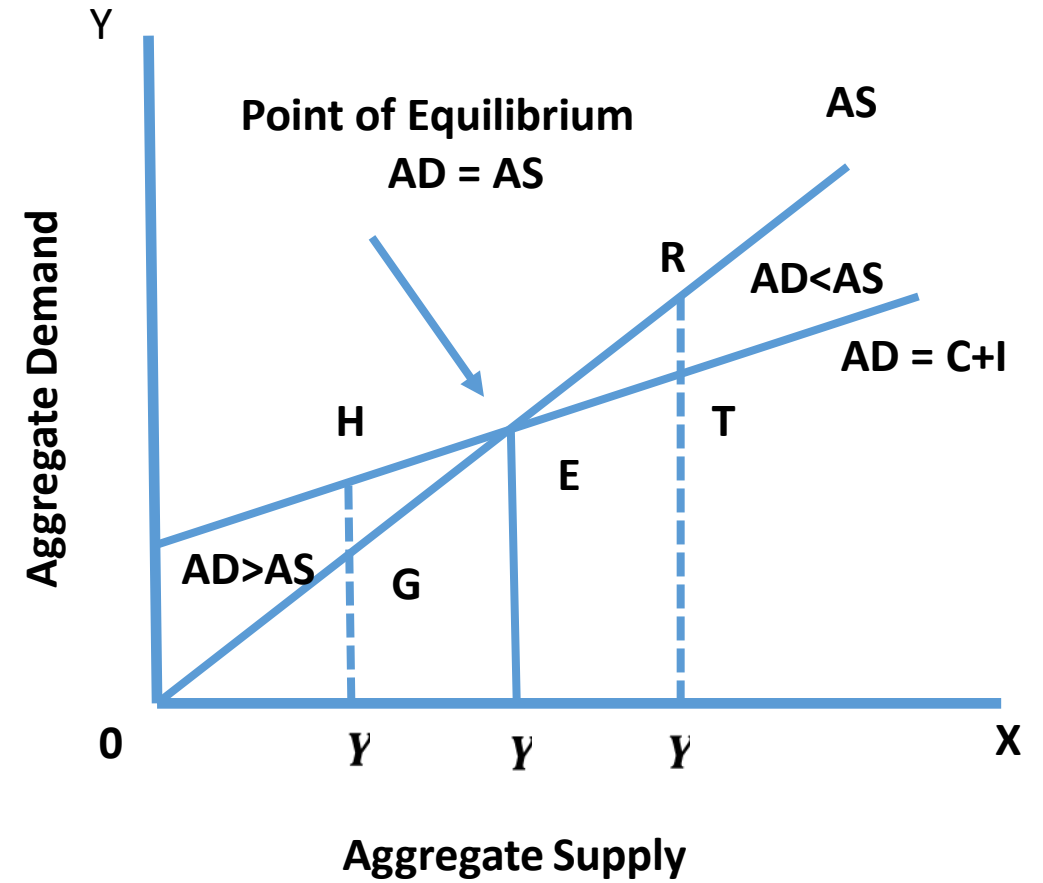 Y
AS
Point of Equilibrium
AD = AS
R
AD<AS
AD = C+I
H
T
E
AD>AS
G
Aggregate Demand
0
Y
Y
Y
X
Aggregate Supply